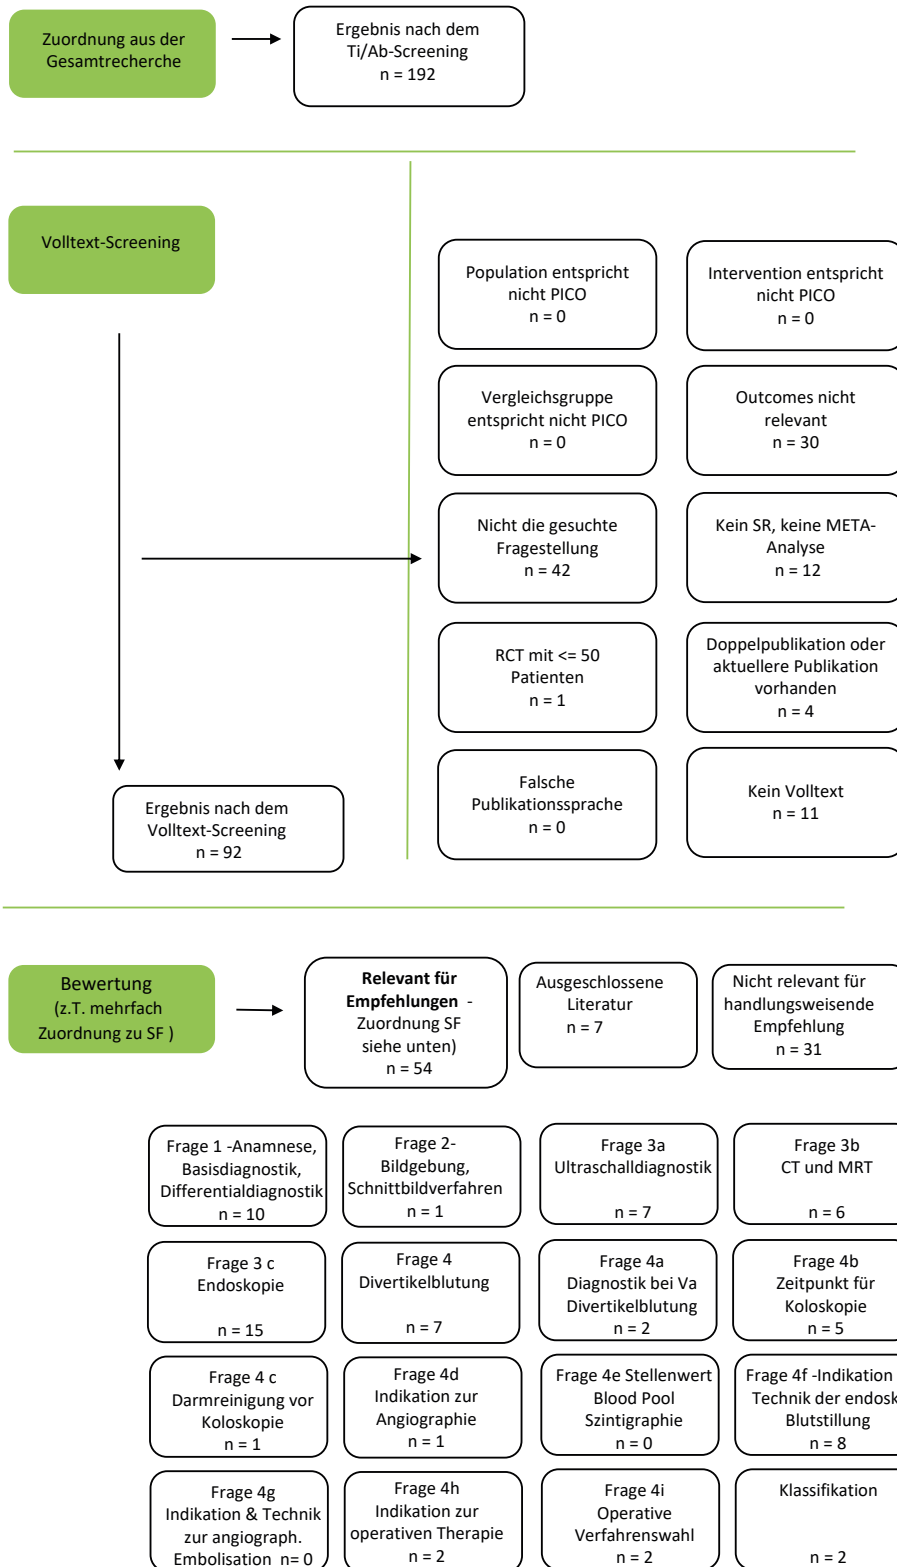 Zuordnung aus der
Gesamtrecherche
Ergebnis nach dem
Ti/Ab-Screening
n = 192
Volltext-Screening
Population entspricht
nicht PICO
n = 0
Intervention entspricht
nicht PICO
n = 0
Vergleichsgruppe
entspricht nicht PICO
n = 0
Outcomes nicht
relevant
n = 30
Nicht die gesuchte
Fragestellung
n = 42
Kein SR, keine META-
Analyse
n = 12
RCT mit <= 50
Patienten
n = 1
Doppelpublikation oder
aktuellere Publikation
vorhanden
n = 4
Falsche
Publikationssprache
n = 0
Kein Volltext
n = 11
Ergebnis nach dem
Volltext-Screening
n = 92
Bewertung
(z.T. mehrfach
Zuordnung zu SF )
Relevant für
Empfehlungen -
Zuordnung SF
siehe unten)
n = 54
Ausgeschlossene
Literatur
n = 7
Nicht relevant für
handlungsweisende
Empfehlung
n = 31
Frage 1 -Anamnese,
Basisdiagnostik,
Differentialdiagnostik
n = 10
Frage 2-
Bildgebung,
Schnittbildverfahren
n = 1
Frage 3a
Ultraschalldiagnostik
n = 7
Frage 3b
CT und MRT
n = 6
Frage 3 c
Endoskopie
n = 15
Frage 4
Divertikelblutung
n = 7
Frage 4a
Diagnostik bei Va
Divertikelblutung
n = 2
Frage 4b
Zeitpunkt für
Koloskopie
n = 5
Frage 4 c
Darmreinigung vor
Koloskopie
n = 1
Frage 4d
Indikation zur
Angiographie
n = 1
Frage 4e Stellenwert
Blood Pool
Szintigraphie
n = 0
Frage 4f -Indikation
Technik der endosk
Blutstillung
n = 8
Frage 4g
Indikation & Technik
zur angiograph.
Embolisation n= 0
Frage 4h
Indikation zur
operativen Therapie
n = 2
Frage 4i
Operative
Verfahrenswahl
n = 2
Klassifikation
n = 2